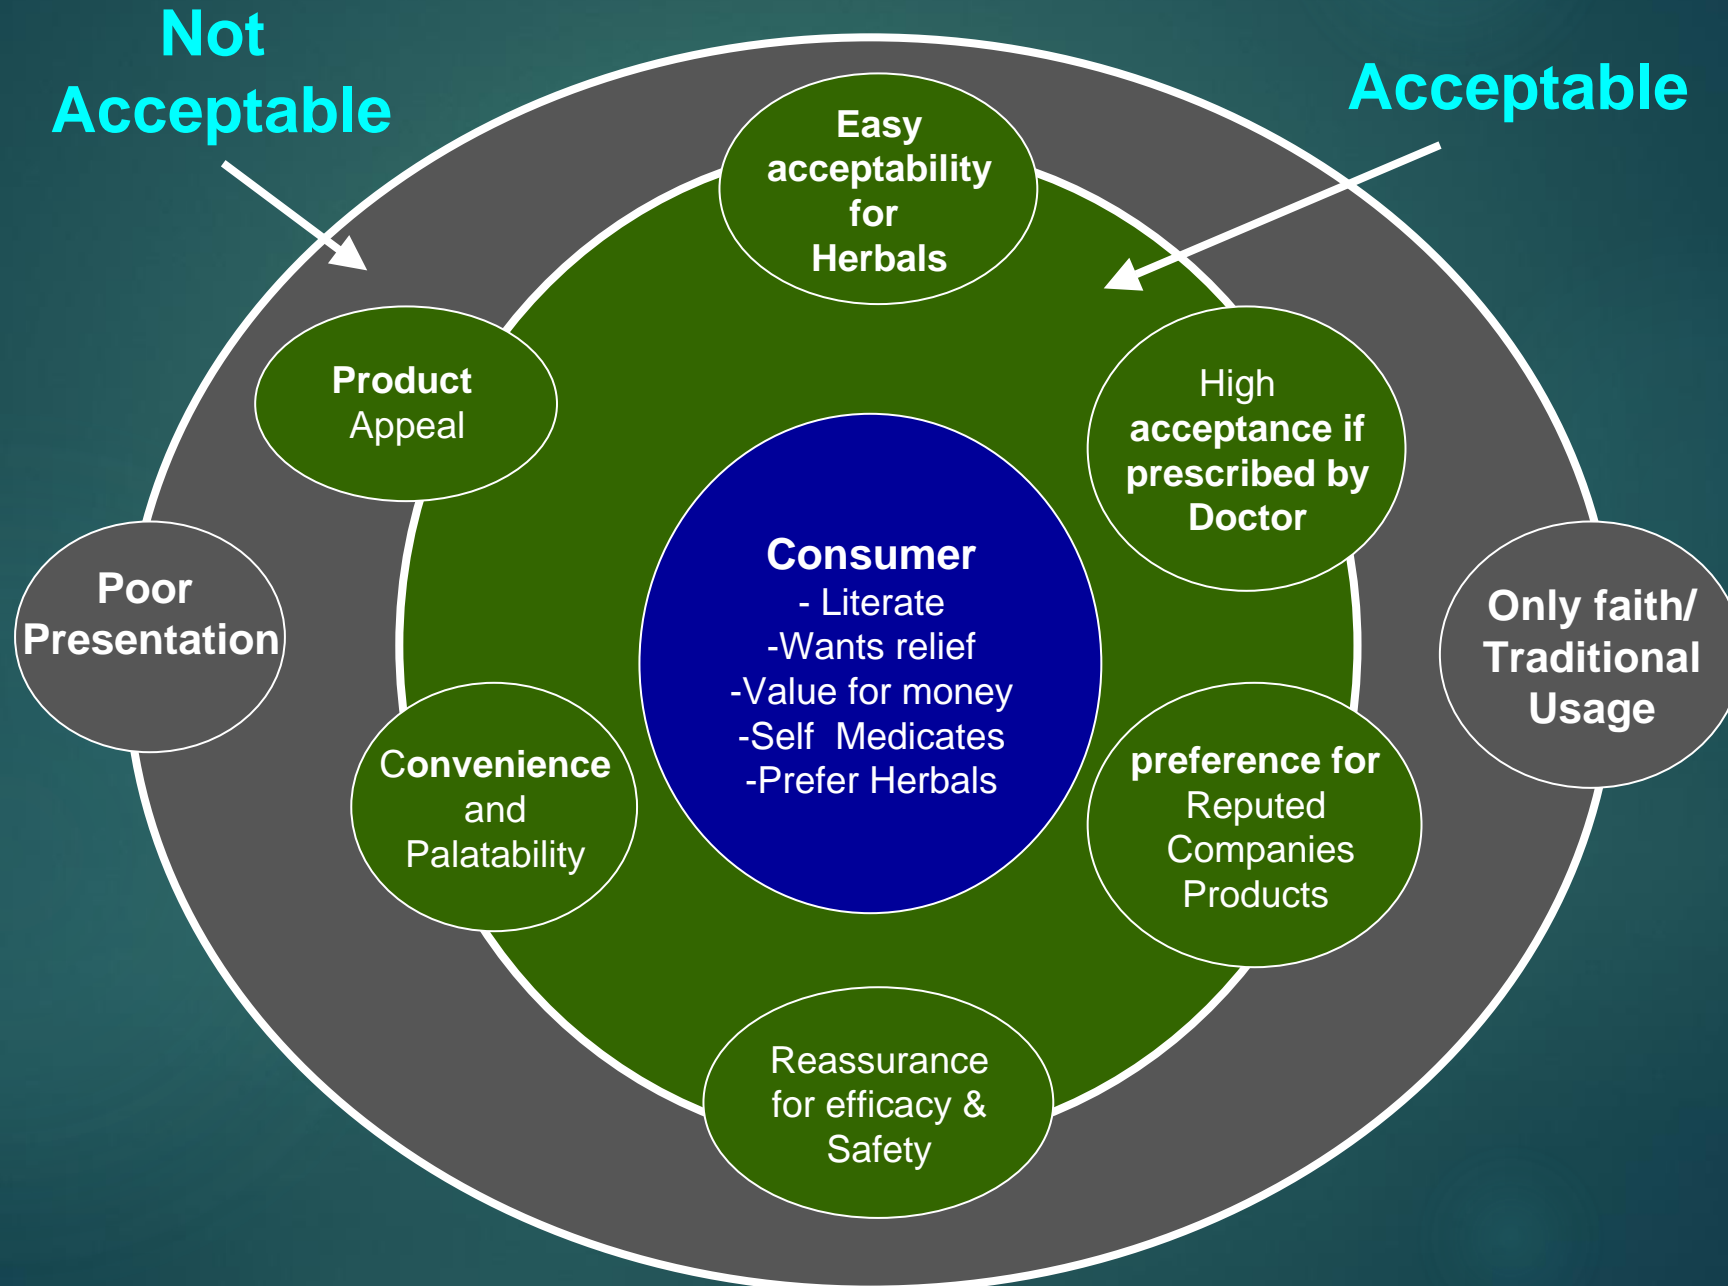 Not
Acceptable
Acceptable
Easy
acceptability
for
Herbals
Product
Appeal
High
acceptance if
prescribed by
Doctor
Poor
Presentation
Consumer
- Literate
-Wants relief
-Value for money
-Self  Medicates
-Prefer Herbals
Only faith/
Traditional
Usage
Convenience
and
Palatability
preference for
Reputed
Companies
Products
Reassurance
for efficacy &
Safety